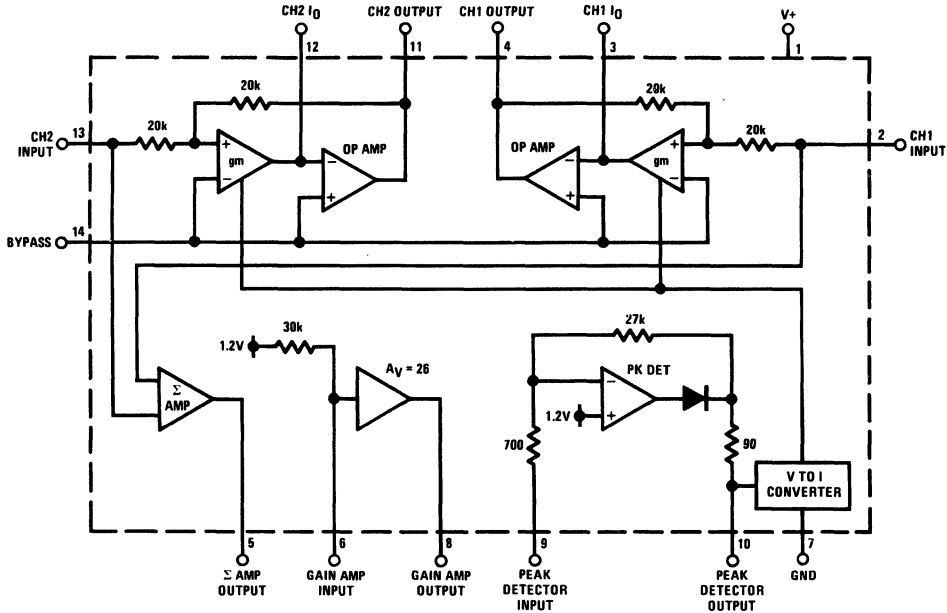 CH2 IO CH2 OUTPUT CH1 OUTPUT CH1 IO V+
12 11 4 3 1
20k 20k
CH2 INPUT 13 20k + gm − − OP AMP + OP AMP − + gm + − 20k 2 CH1 INPUT
BYPASS 14
1.2V 30k 27k
Σ AMP AV = 26 PK DET
1.2V − +
700 90
V TO I
CONVERTER
5 6 8 9 10 7
Σ AMP
OUTPUT
GAIN AMP
INPUT
GAIN AMP
OUTPUT
PEAK
DETECTOR
INPUT
PEAK
DETECTOR
OUTPUT
GND